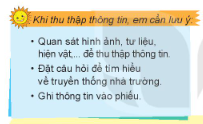 Khi thu thập thông tin, em cần lưu ý:
• Quan sát hình ảnh, tư liệu,
hiện vật,... để thu thập thông tin.
• Đặt câu hỏi để tìm hiểu
về truyền thống nhà trường.
• Ghi thông tin vào phiếu.